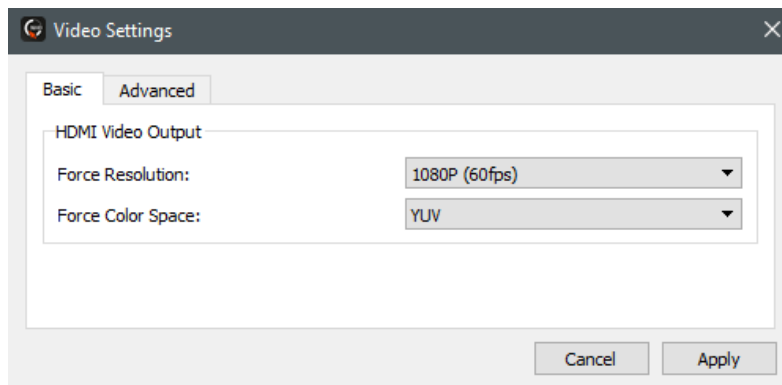 Video Settings
Basic Advanced
HDMI Video Output
Force Resolution: 1080P (60fps)
Force Color Space: YUV
Cancel Apply